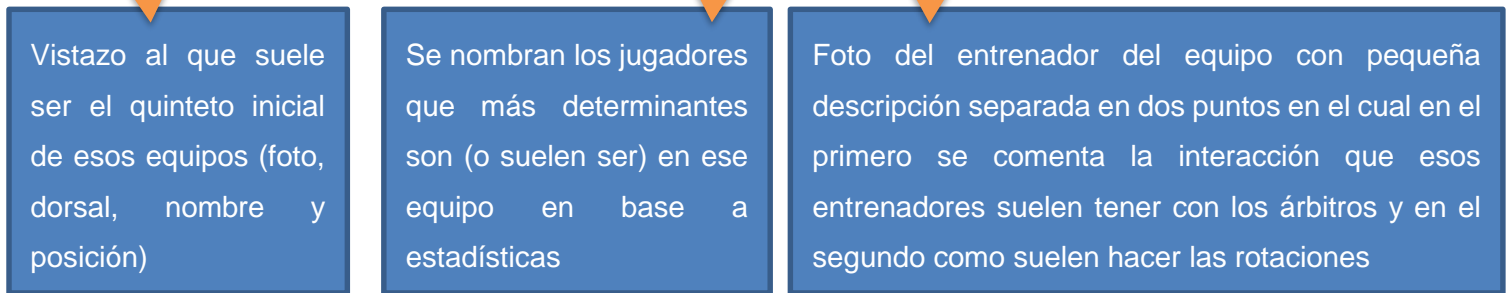 Vistazo al que suele
ser el quinteto inicial
de esos equipos (foto,
dorsal, nombre y
posición)
Se nombran los jugadores
que más determinantes
son (o suelen ser) en ese
equipo en base a
estadísticas
Foto del entrenador del equipo con pequeña
descripción separada en dos puntos en el cual en el
primero se comenta la interacción que esos
entrenadores suelen tener con los árbitros y en el
segundo como suelen hacer las rotaciones